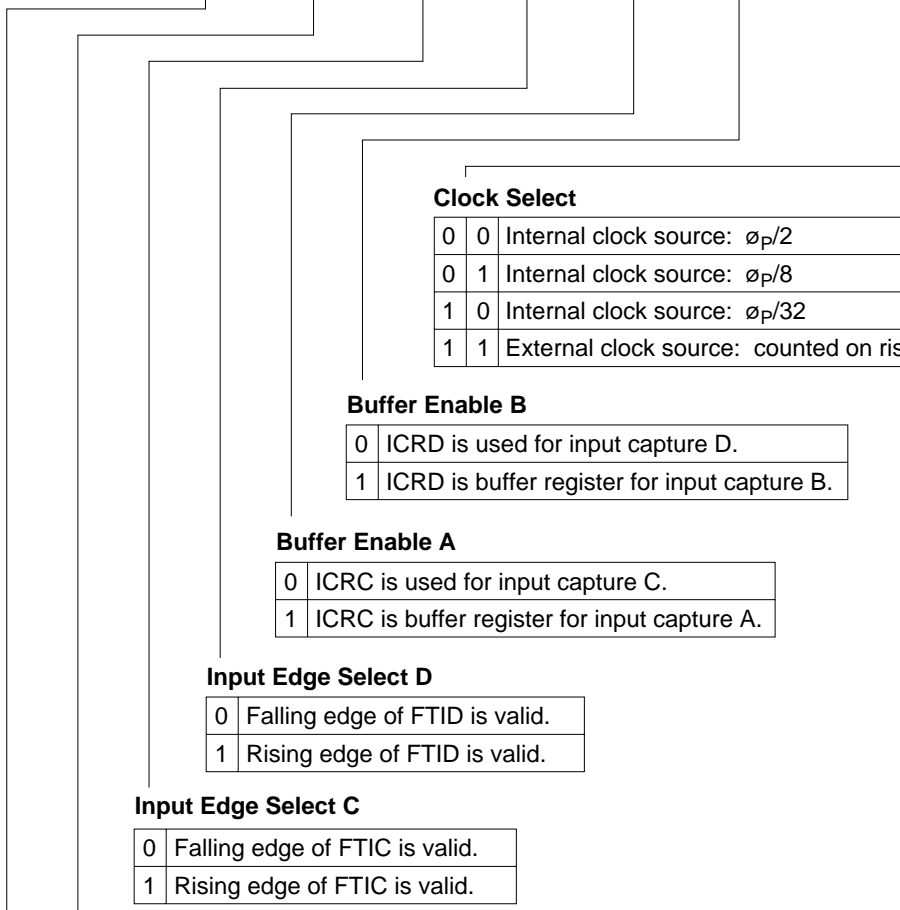 Clock Select
0 0 Internal clock source: øP/2
0 1 Internal clock source: øP/8
1 0 Internal clock source: øP/32
1 1 External clock source: counted on ris
Buffer Enable B
0 ICRD is used for input capture D.
1 ICRD is buffer register for input capture B.
Buffer Enable A
0 ICRC is used for input capture C.
1 ICRC is buffer register for input capture A.
Input Edge Select D
0 Falling edge of FTID is valid.
1 Rising edge of FTID is valid.
Input Edge Select C
0 Falling edge of FTIC is valid.
1 Rising edge of FTIC is valid.